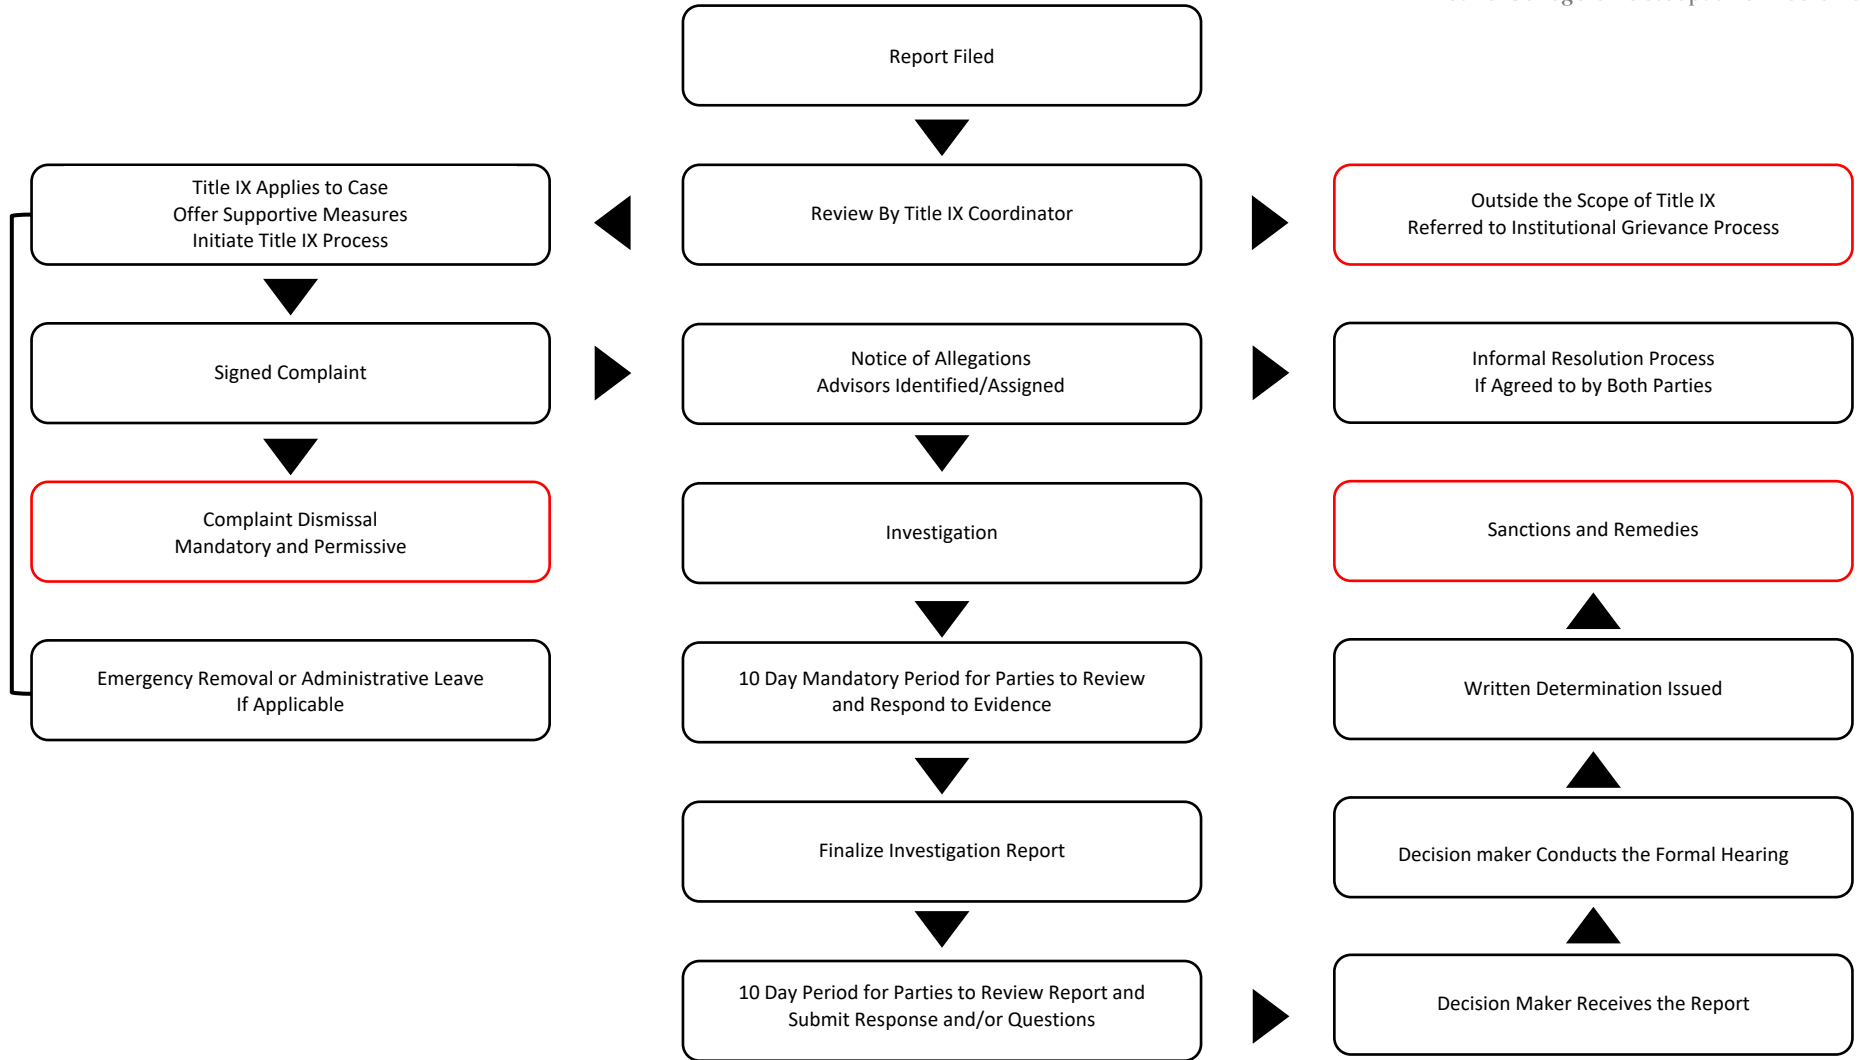 Report Filed
Title IX Applies to Case
Offer Supportive Measures
Initiate Title IX Process
Review By Title IX Coordinator
Outside the Scope of Title IX
Referred to Institutional Grievance Process
Signed Complaint
Notice of Allegations
Advisors Identified/Assigned
Informal Resolution Process
If Agreed to by Both Parties
Complaint Dismissal
Mandatory and Permissive
Investigation
Sanctions and Remedies
Emergency Removal or Administrative Leave
If Applicable
10 Day Mandatory Period for Parties to Review
and Respond to Evidence
Written Determination Issued
Finalize Investigation Report
Decision maker Conducts the Formal Hearing
10 Day Period for Parties to Review Report and
Submit Response and/or Questions
Decision Maker Receives the Report